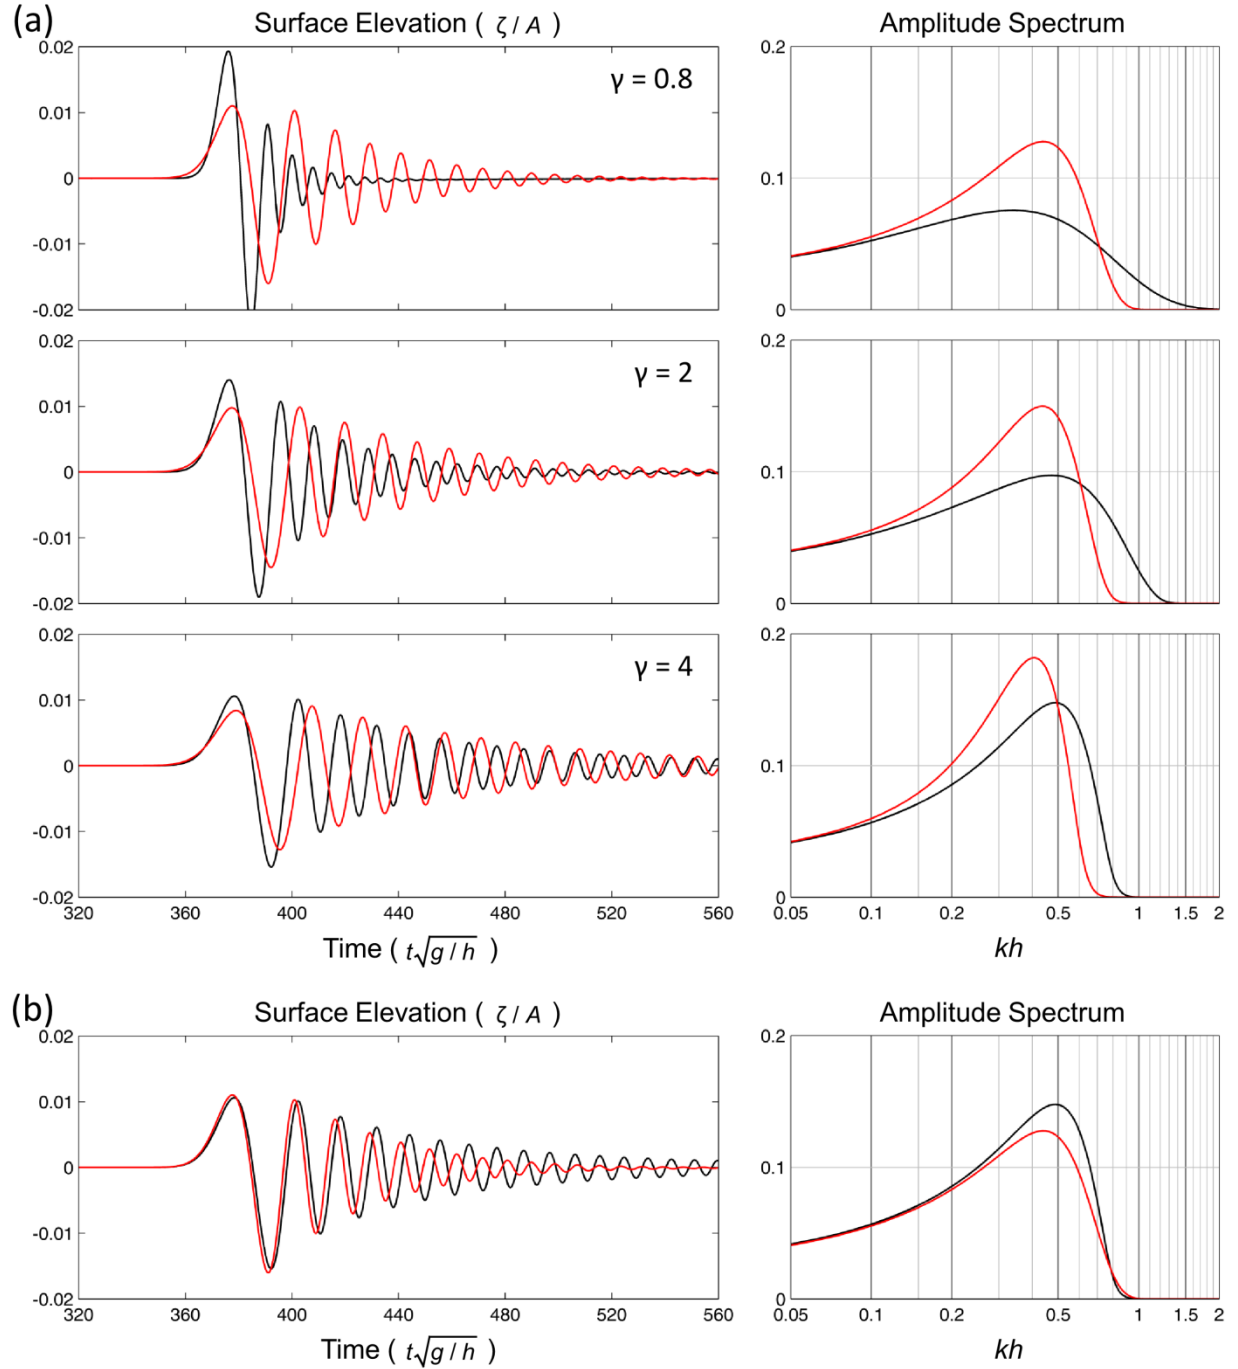 (a)
Surface Elevation ( ζ / A )
Amplitude Spectrum
0.02
0.01
0
-0.01
-0.02
γ = 0.8
0.2
0.1
0
0.02
0.01
0
-0.01
-0.02
γ = 2
0.2
0.1
0
0.02
0.01
0
-0.01
-0.02
γ = 4
0.2
0.1
0
320 360 400 440 480 520 560
0.05 0.1 0.2 0.5 1 1.5 2
Time ( t√g / h )
kh
(b)
Surface Elevation ( ζ / A )
Amplitude Spectrum
0.02
0.01
0
-0.01
-0.02
0.2
0.1
0
320 360 400 440 480 520 560
0.05 0.1 0.2 0.5 1 1.5 2
Time ( t√g / h )
kh